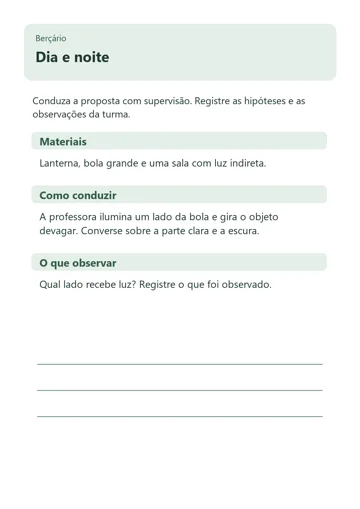 Berçário
Dia e noite
Conduza a proposta com supervisão. Registre as hipóteses e as
observações da turma.
Materiais
Lanterna, bola grande e uma sala com luz indireta.
Como conduzir
A professora ilumina um lado da bola e gira o objeto
devagar. Converse sobre a parte clara e a escura.
O que observar
Qual lado recebe luz? Registre o que foi observado.